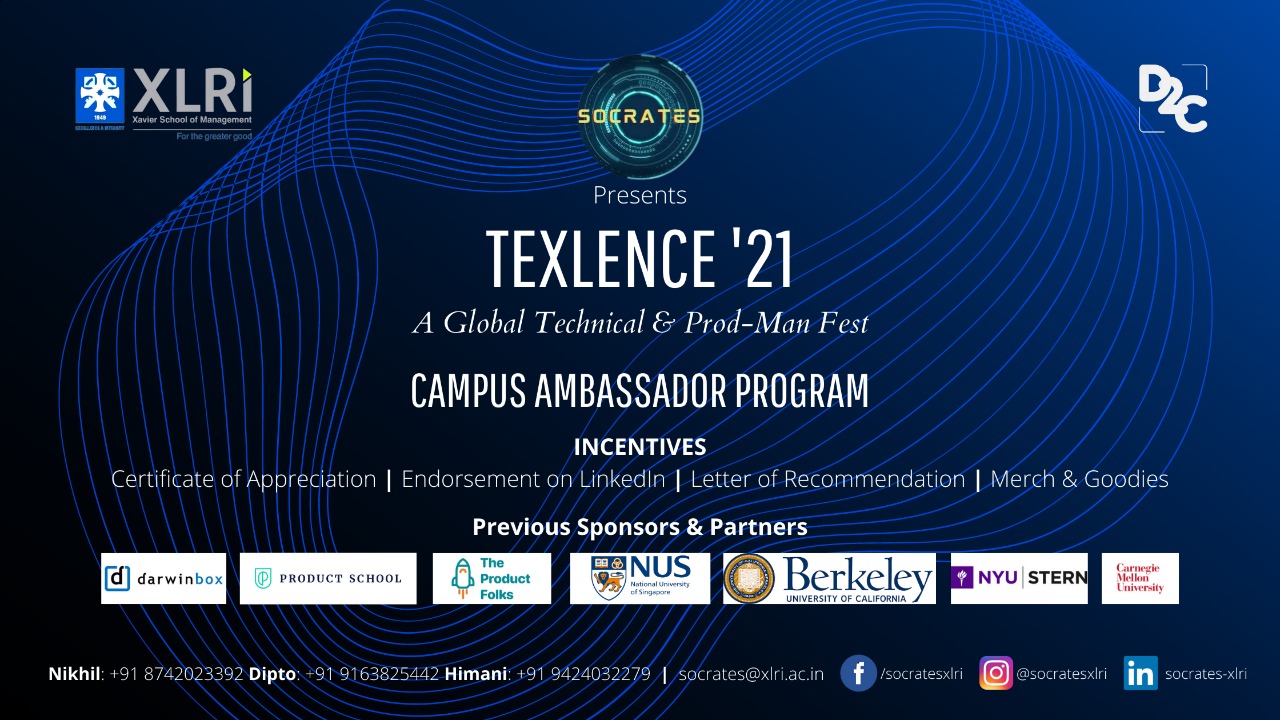 XLRi
Xavier School of Management
1949
For the greater good
SOCRATES
D2C
Presents
TEXLENCE '21
A Global Technical & Prod-Man Fest
CAMPUS AMBASSADOR PROGRAM
INCENTIVES
Certificate of Appreciation | Endorsement on LinkedIn | Letter of Recommendation | Merch & Goodies
Previous Sponsors & Partners
d darwinbox
PRODUCT SCHOOL
The
Product
Folks
NUS
National University
of Singapore
Berkeley
UNIVERSITY OF CALIFORNIA
NYU | STERN
Carnegie
Mellon
University
Nikhil: +91 8742023392 Dipto: +91 9163825442 Himani: +91 9424032279 | socrates@xlri.ac.in f /socratesxlri @socratesxlri in socrates-xlri